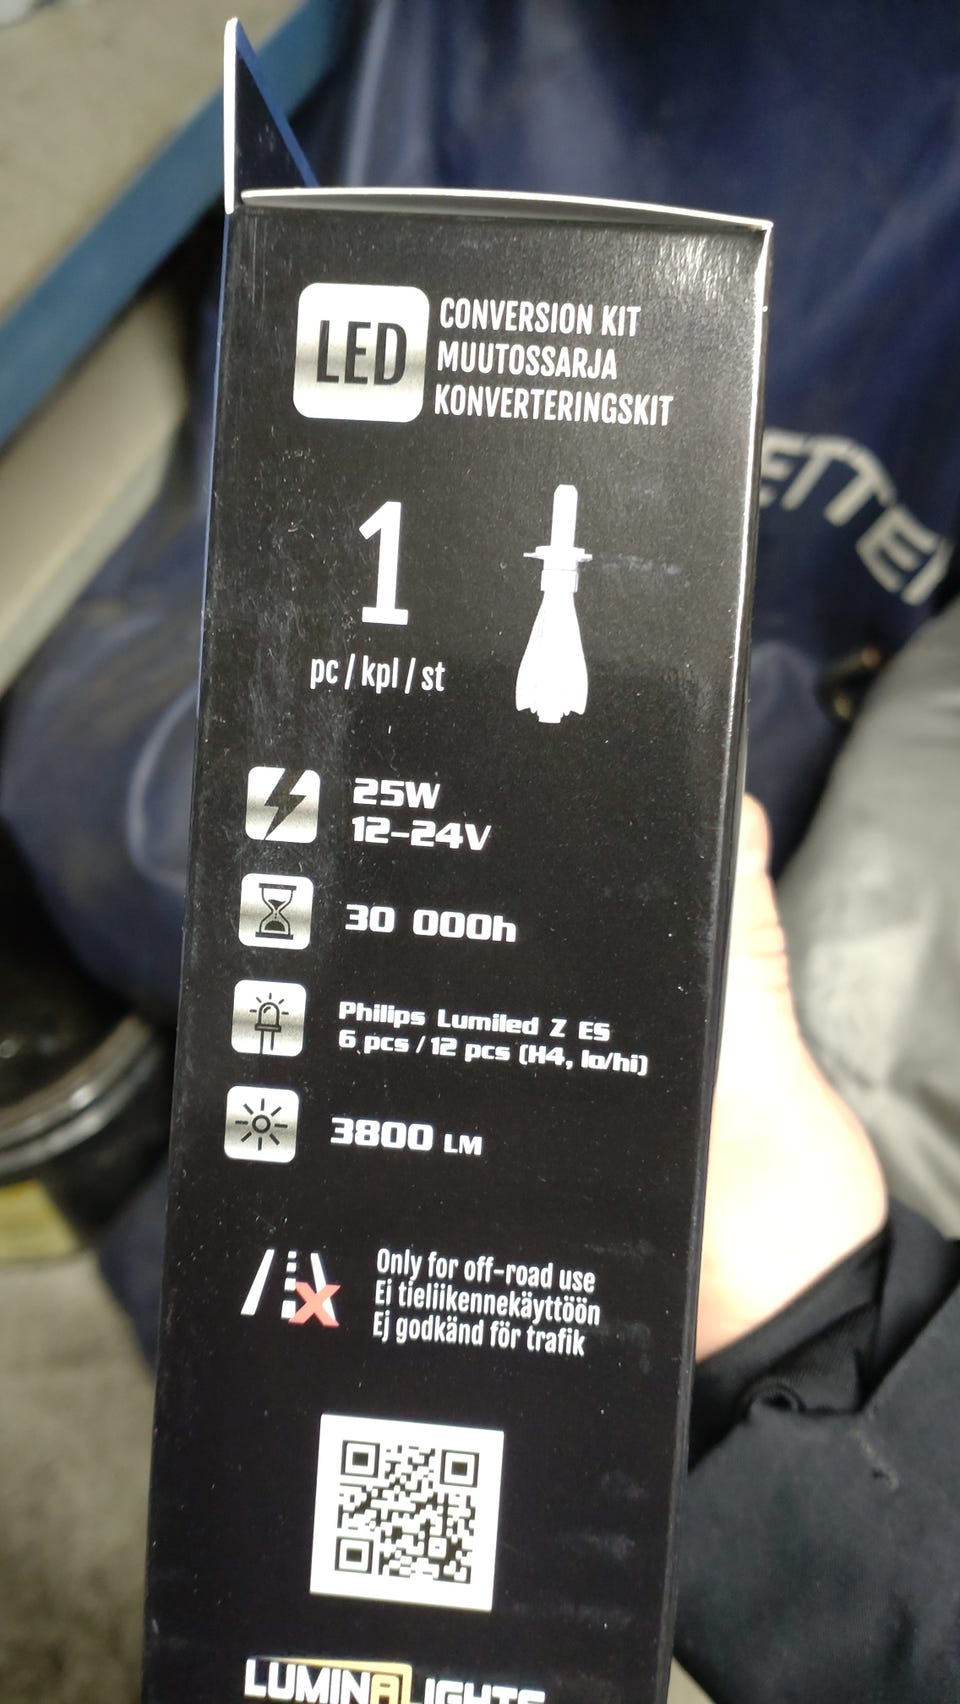 LED
CONVERSION KIT
MUUTOSSARJA
KONVERTERINGSKIT
1
pc / kpl / st
25W
12-24V
30 000h
Philips Lumiled Z ES
6 pcs / 12 pcs (H4, lo/hi)
3800 LM
Only for off-road use
Ei tieliikennekäyttöön
Ej godkänd för trafik
LUMINALIGHTS